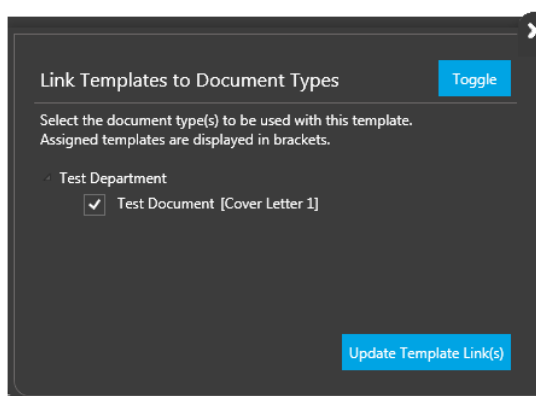 Link Templates to Document Types
Toggle
Select the document type(s) to be used with this template.
Assigned templates are displayed in brackets.
Test Department
Test Document [Cover Letter 1]
Update Template Link(s)